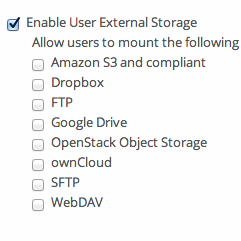 Enable User External Storage
Allow users to mount the following
Amazon S3 and compliant
Dropbox
FTP
Google Drive
OpenStack Object Storage
ownCloud
SFTP
WebDAV